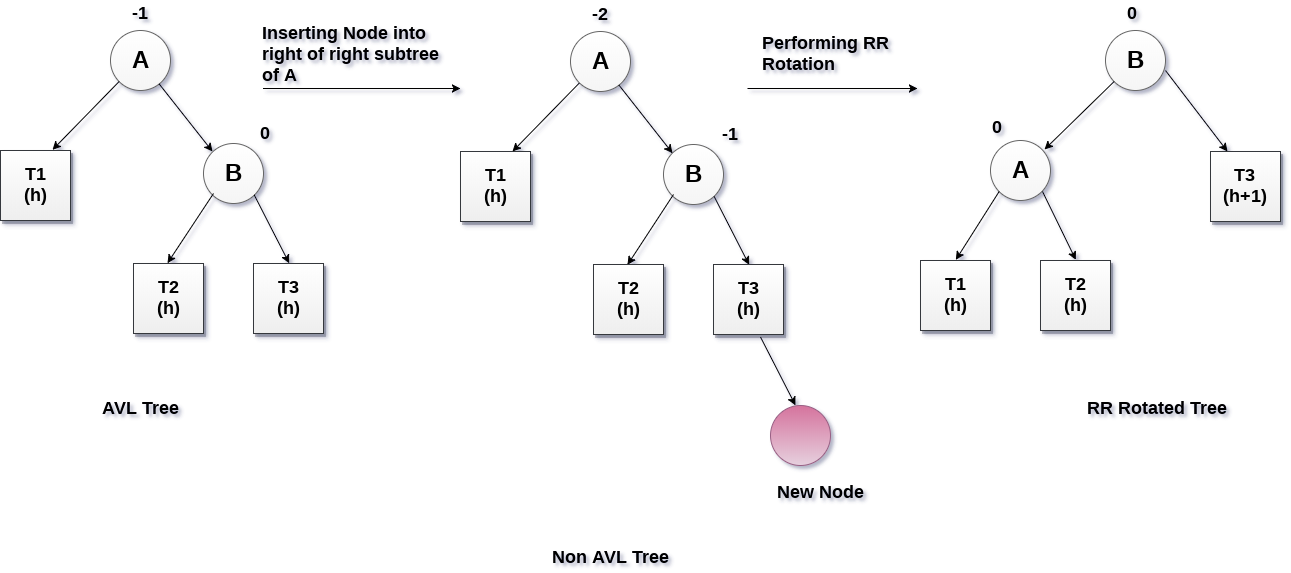 -1
A
T1
(h)
0
B
T2
(h)
T3
(h)
AVL Tree
Inserting Node into
right of right subtree
of A
-2
A
T1
(h)
-1
B
T2
(h)
T3
(h)
New Node
Non AVL Tree
Performing RR
Rotation
0
B
0
A
T3
(h+1)
T1
(h)
T2
(h)
RR Rotated Tree